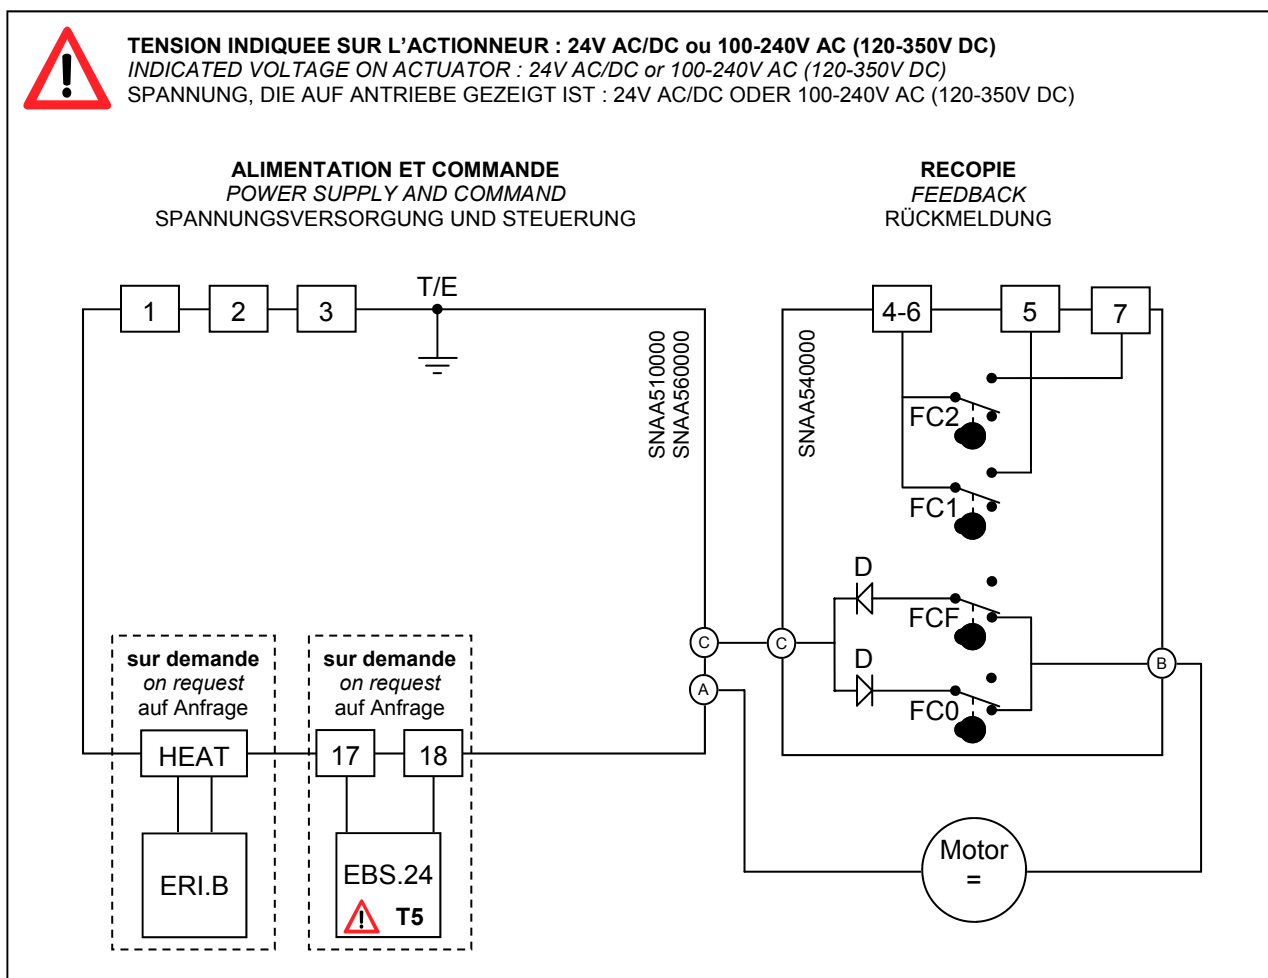 TENSION INDIQUEE SUR L'ACTIONNEUR : 24V AC/DC ou 100-240V AC (120-350V DC)
INDICATED VOLTAGE ON ACTUATOR : 24V AC/DC or 100-240V AC (120-350V DC)
SPANNUNG, DIE AUF ANTRIEBE GEZEIGT IST : 24V AC/DC ODER 100-240V AC (120-350V DC)
ALIMENTATION ET COMMANDE
POWER SUPPLY AND COMMAND
SPANNUNGSVERSORGUNG UND STEUERUNG
RECOPIE
FEEDBACK
RÜCKMELDUNG
1
2
3
T/E
SNAA510000
SNAA560000
4-6
5
7
SNAA540000
FC2
FC1
D
FCF
D
FC0
C
C
A
B
sur demande
on request
auf Anfrage
HEAT
ERI.B
sur demande
on request
auf Anfrage
17
18
EBS.24
! T5
Motor
=